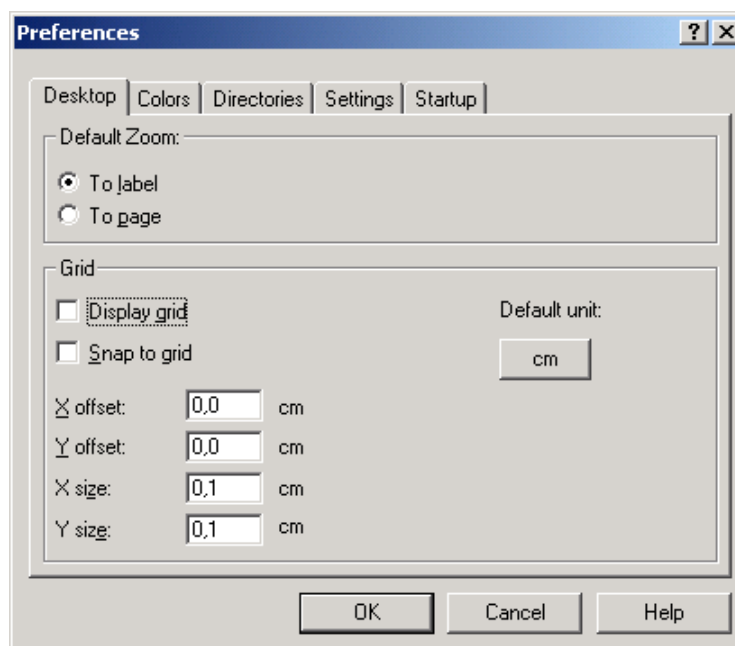 Preferences
Desktop Colors Directories Settings Startup
Default Zoom:
To label
To page
Grid
Display grid
Default unit:
Snap to grid
cm
X offset: 0,0 cm
Y offset: 0,0 cm
X size: 0,1 cm
Y size: 0,1 cm
OK Cancel Help